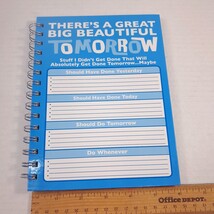 THERE'S A GREAT
BIG BEAUTIFUL
TOMORROW
Stuff I Didn't Get Done That Will
Absolutely Get Done Tomorrow...Maybe
Should Have Done Yesterday
Should Have Done Today
Should Do Tomorrow
Do Whenever
Office DEPOT